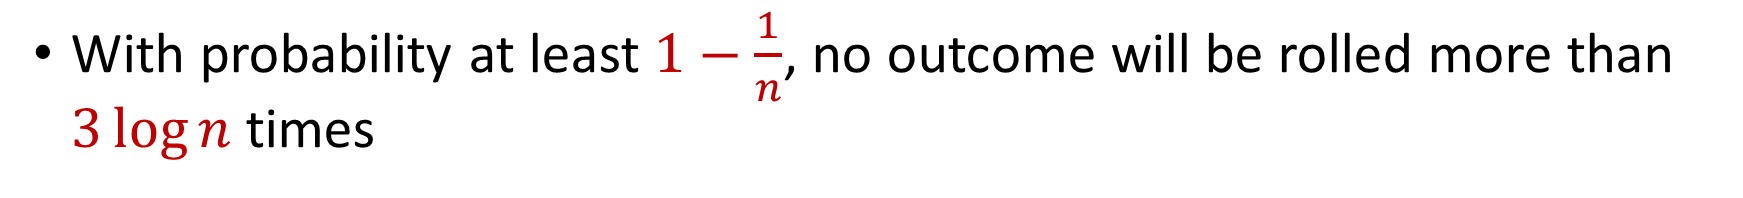 • With probability at least 1 − 1/n, no outcome will be rolled more than
3 log n times